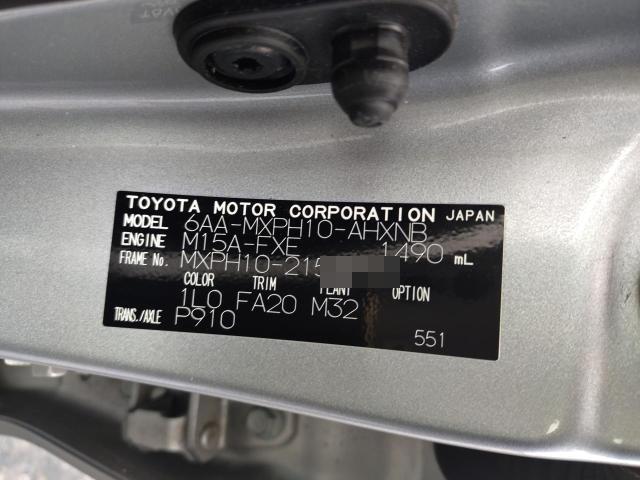 TOYOTA MOTOR CORPORATION JAPAN
MODEL 6AA-MXPH10-AHXNB
ENGINE M15A-FXE 1490 mL
FRAME No. MXPH10-215
COLOR TRIM PLANT OPTION
1L0 FA20 M32
TRANS./AXLE P910
551